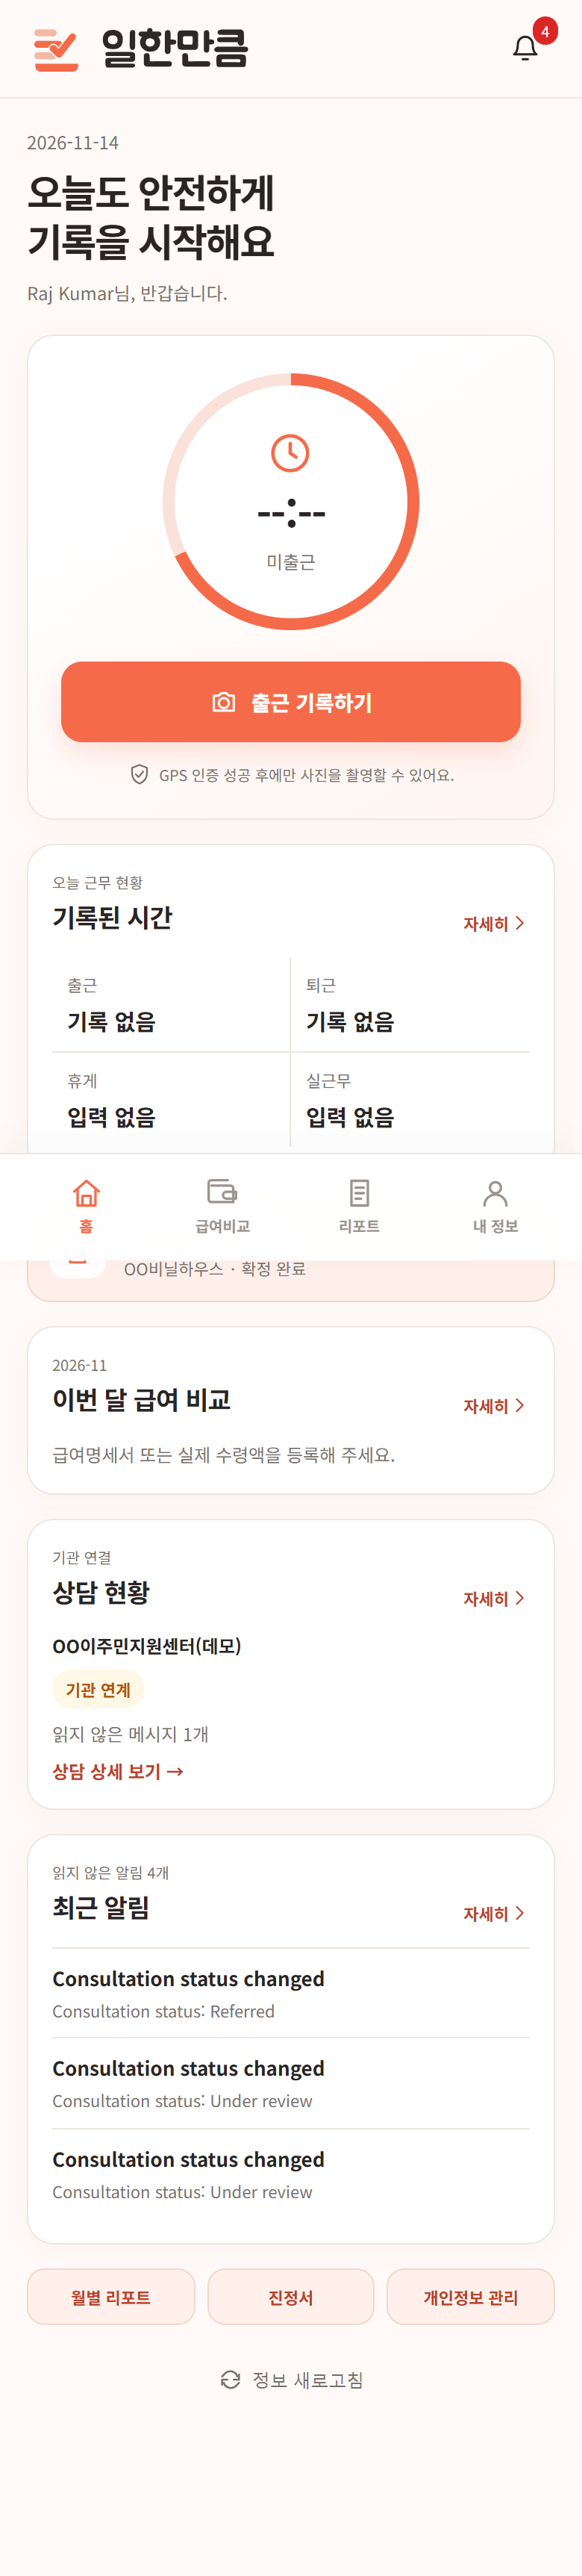 일한만큼
4
2026-11-14
오늘도 안전하게
기록을 시작해요
Raj Kumar님, 반갑습니다.
--:--
미출근
출근 기록하기
GPS 인증 성공 후에만 사진을 촬영할 수 있어요.
오늘 근무 현황
기록된 시간
자세히
출근
기록 없음
퇴근
기록 없음
휴게
입력 없음
실근무
입력 없음
홈
급여비교
리포트
내 정보
OO비닐하우스 · 확정 완료
2026-11
이번 달 급여 비교
자세히
급여명세서 또는 실제 수령액을 등록해 주세요.
기관 연결
상담 현황
자세히
OO이주민지원센터(데모)
기관 연계
읽지 않은 메시지 1개
상담 상세 보기 →
읽지 않은 알림 4개
최근 알림
자세히
Consultation status changed
Consultation status: Referred
Consultation status changed
Consultation status: Under review
Consultation status changed
Consultation status: Under review
월별 리포트
진정서
개인정보 관리
정보 새로고침